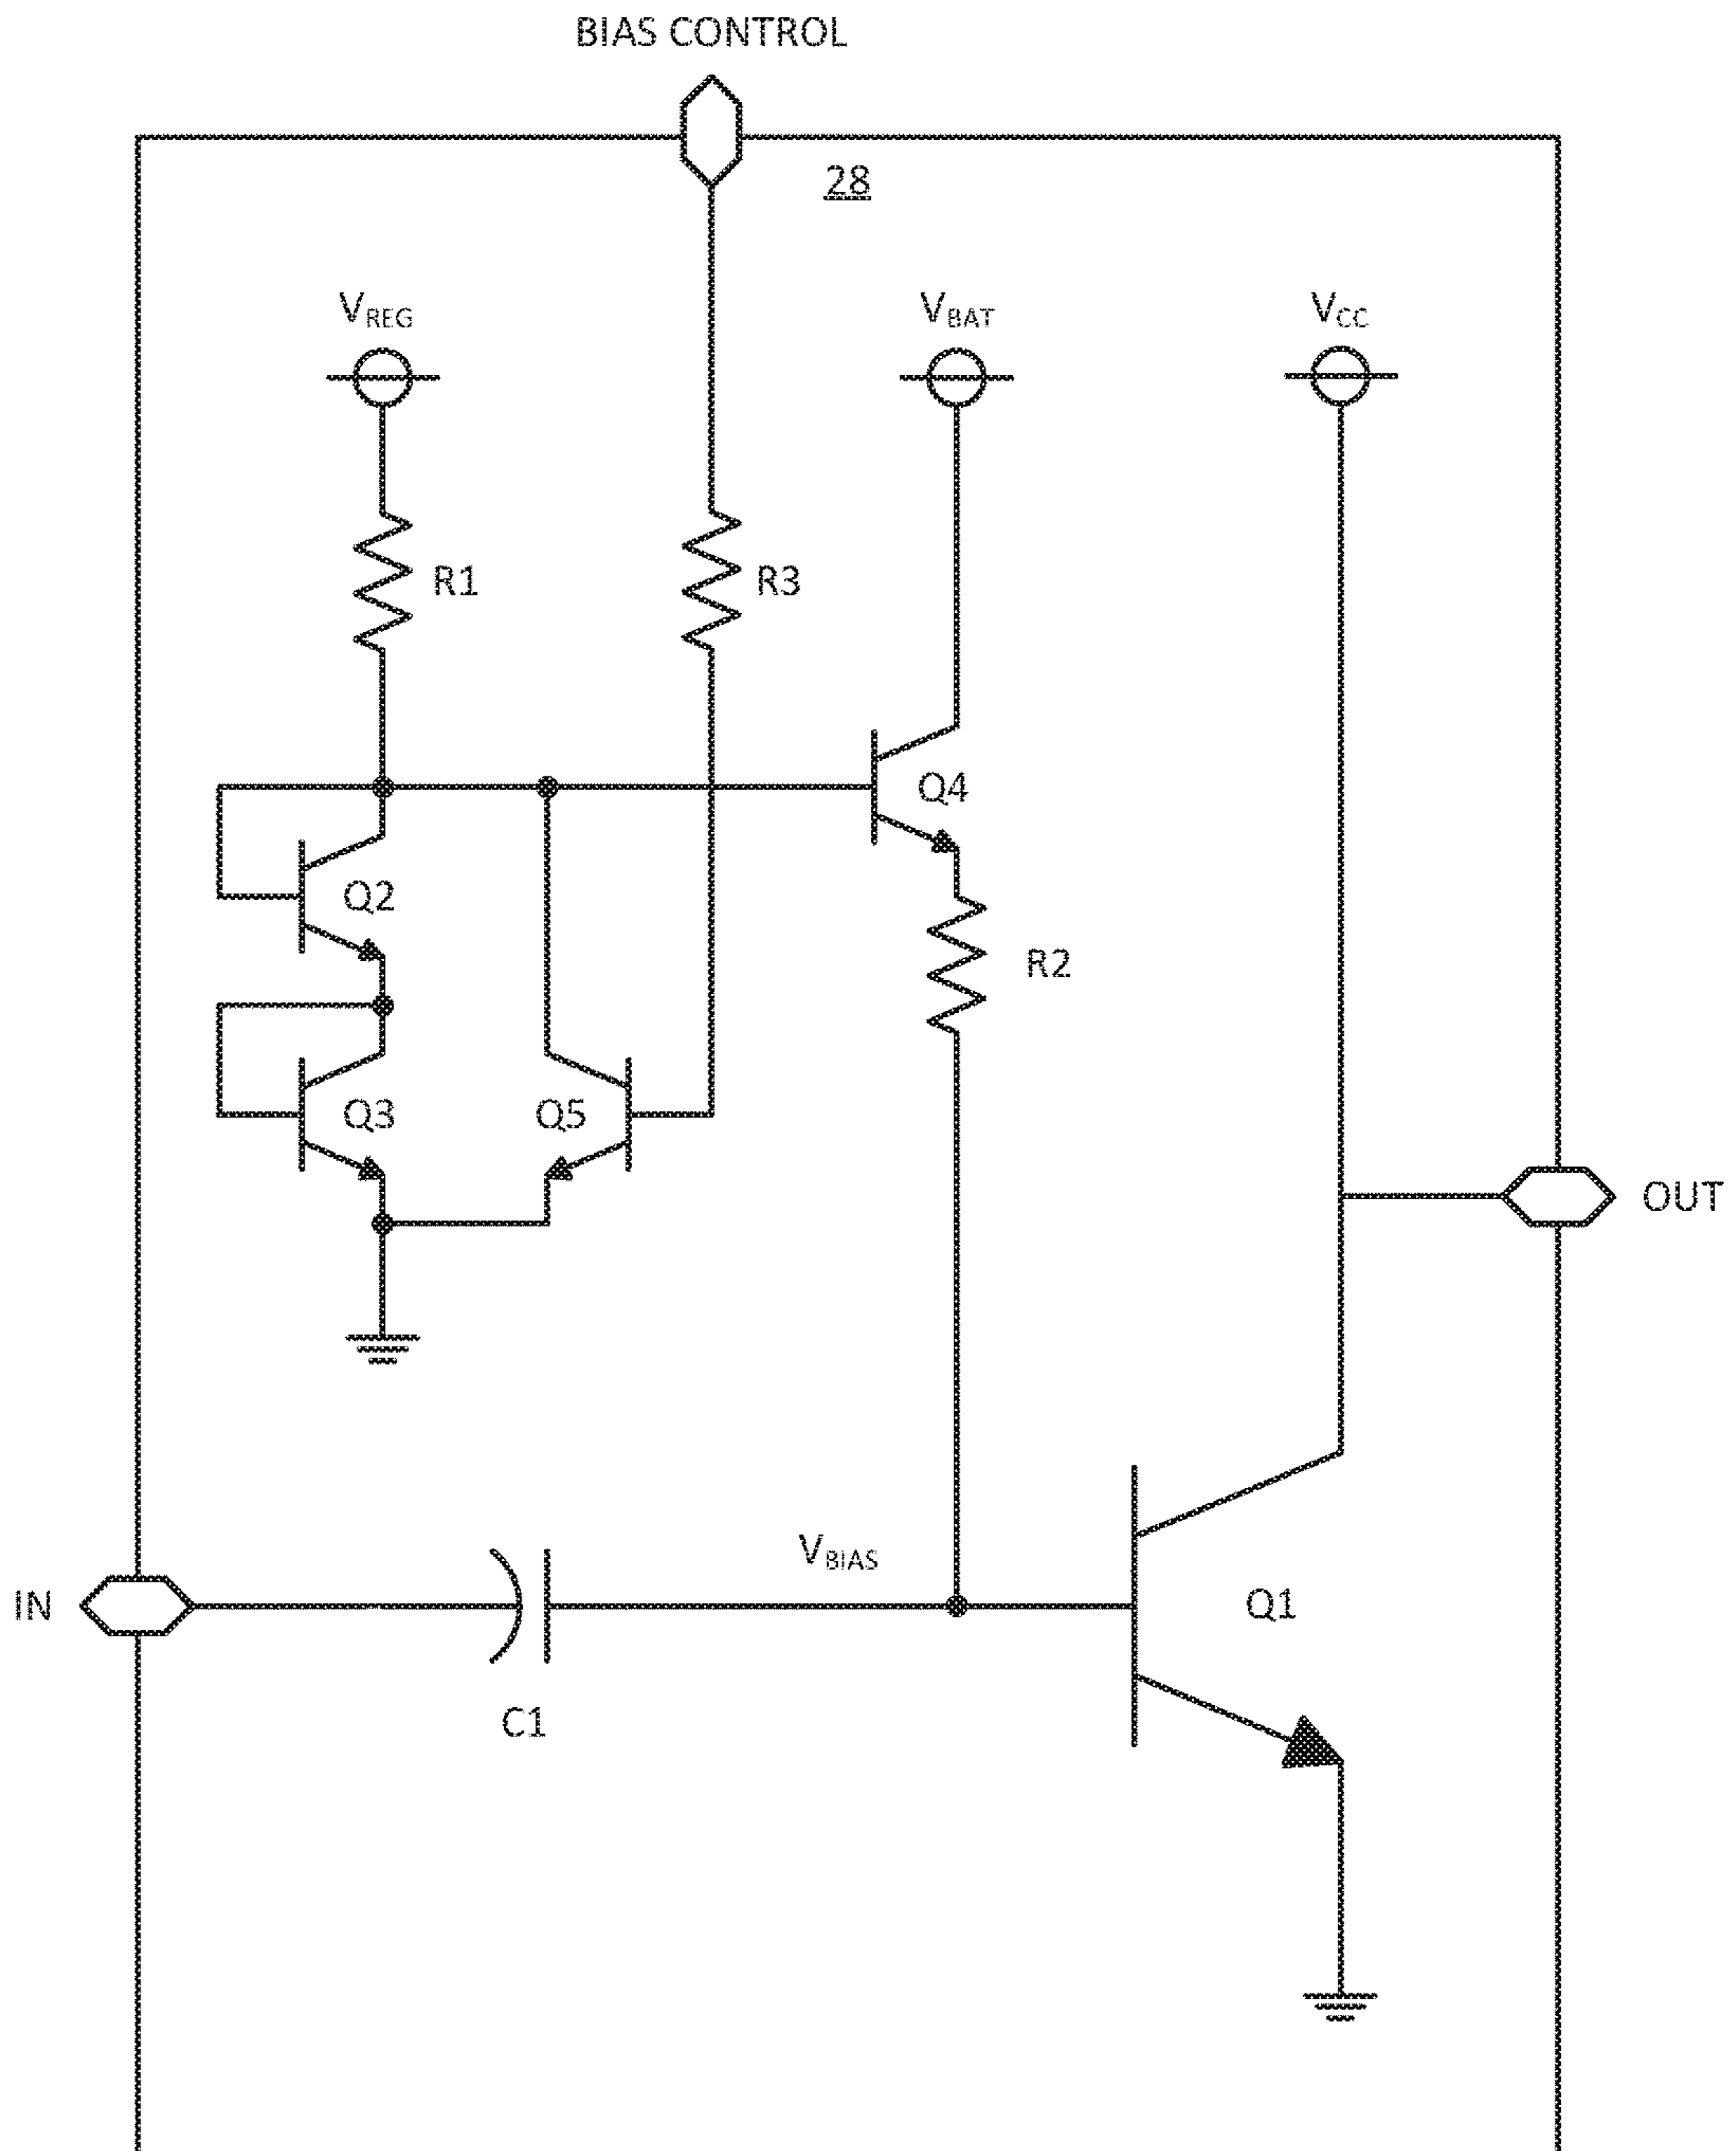 BIAS CONTROL
28
VREG
VBAT
VCC
R1
R3
Q4
Q2
R2
Q3
Q5
OUT
VBIAS
IN
Q1
C1